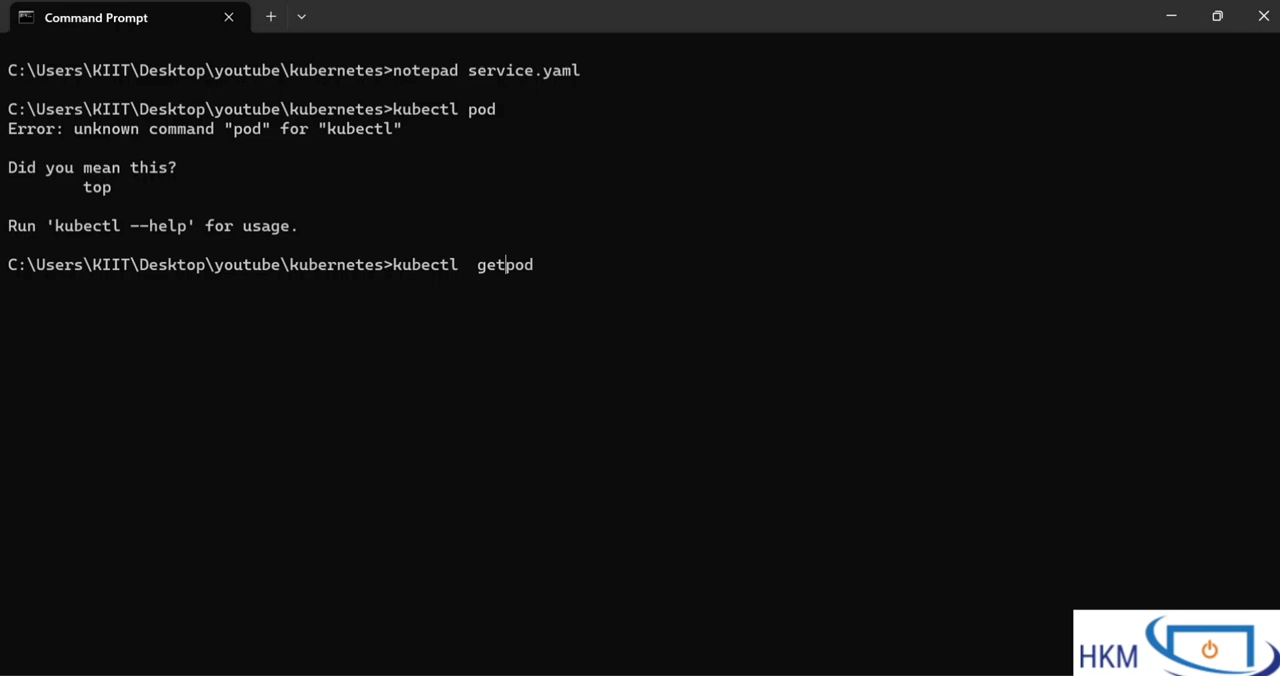 Command Prompt
C:\Users\KIIT\Desktop\youtube\kubernetes>notepad service.yaml
C:\Users\KIIT\Desktop\youtube\kubernetes>kubectl pod
Error: unknown command "pod" for "kubectl"
Did you mean this?
top
Run 'kubectl --help' for usage.
C:\Users\KIIT\Desktop\youtube\kubernetes>kubectl  getpod
HKM